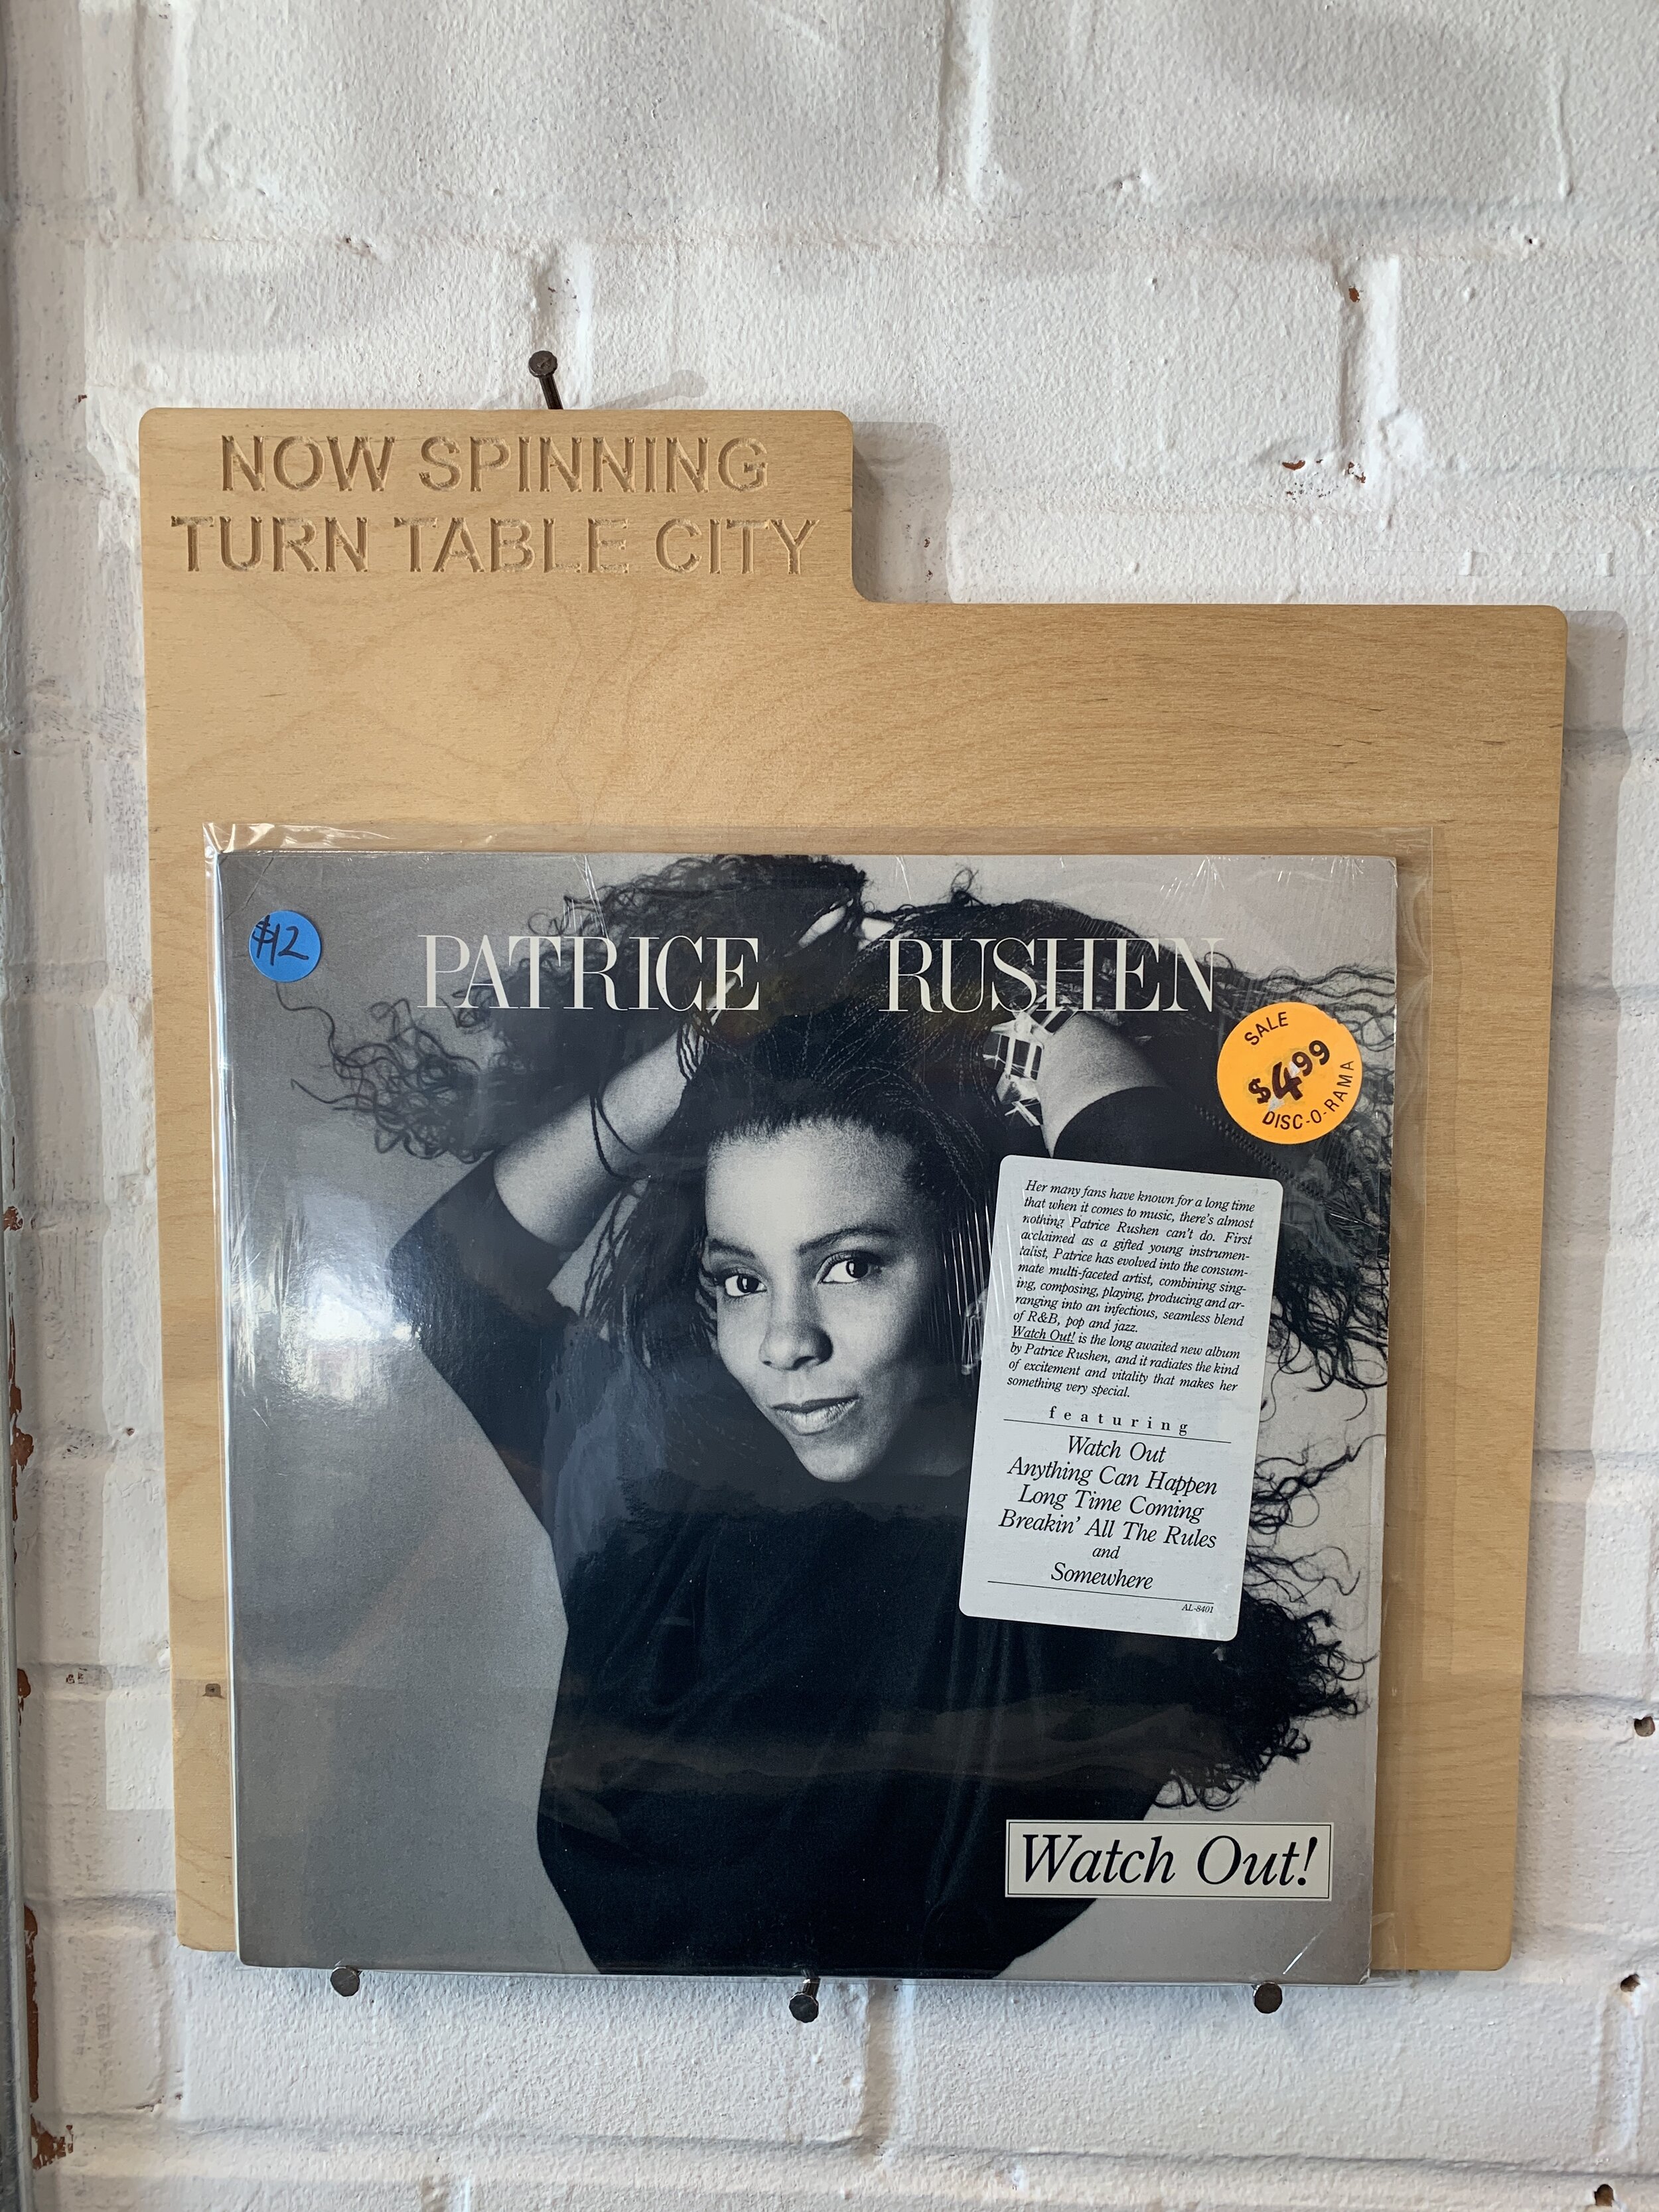 NOW SPINNING
TURN TABLE CITY
$12
PATRICE RUSHEN
SALE
$4.99
DISC-O-RAMA
Her many fans have known for a long time
that when it comes to music, there's almost
nothing Patrice Rushen can't do. First
acclaimed as a gifted young instrumen-
talist, Patrice has evolved into the consum-
mate multi-faceted artist, combining sing-
ing, composing, playing, producing and ar-
ranging into an infectious, seamless blend
of R&B, pop and jazz.
Watch Out! is the long awaited new album
by Patrice Rushen, and it radiates the kind
of excitement and vitality that makes her
something very special.
featuring
Watch Out
Anything Can Happen
Long Time Coming
Breakin' All The Rules
and
Somewhere
AL-8401
Watch Out!